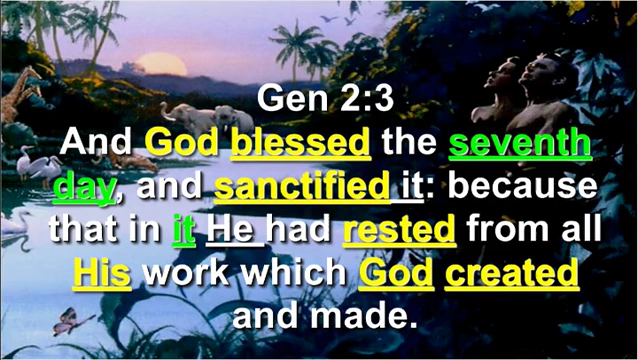 Gen 2:3
And God blessed the seventh
day, and sanctified it: because
that in it He had rested from all
His work which God created
and made.